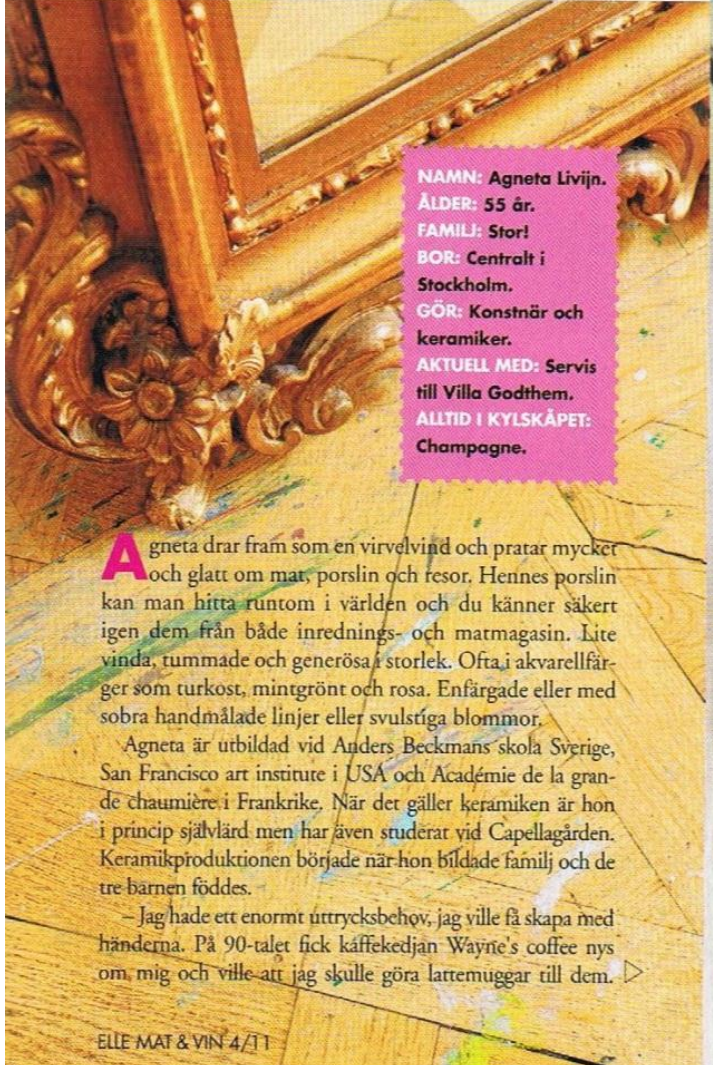 NAMN: Agneta Livijn.
ÅLDER: 55 år.
FAMILJ: Stor!
BOR: Centralt i
Stockholm.
GÖR: Konstnär och
keramiker.
AKTUELL MED: Servis
till Villa Godthem.
ALLTID I KYLSKÅPET:
Champagne.
Agneta drar fram som en virvelvind och pratar mycket
och glatt om mat, porslin och resor. Hennes porslin
kan man hitta runtom i världen och du känner säkert
igen dem från både inrednings- och matmagasin. Lite
vinda, tummade och generösa i storlek. Ofta i akvarellfär-
ger som turkost, mintgrönt och rosa. Enfärgade eller med
sobra handmålade linjer eller svulstiga blommor.
Agneta är utbildad vid Anders Beckmans skola Sverige,
San Francisco art institute i USA och Académie de la gran-
de chaumière i Frankrike. När det gäller keramiken är hon
i princip självlärd men har även studerat vid Capellagården.
Keramikproduktionen började när hon bildade familj och de
tre barnen föddes.
– Jag hade ett enormt uttrycksbehov, jag ville få skapa med
händerna. På 90-talet fick kaffekedjan Wayne's coffee nys
om mig och ville att jag skulle göra lattemuggar till dem. ▷
ELLE MAT & VIN 4/11